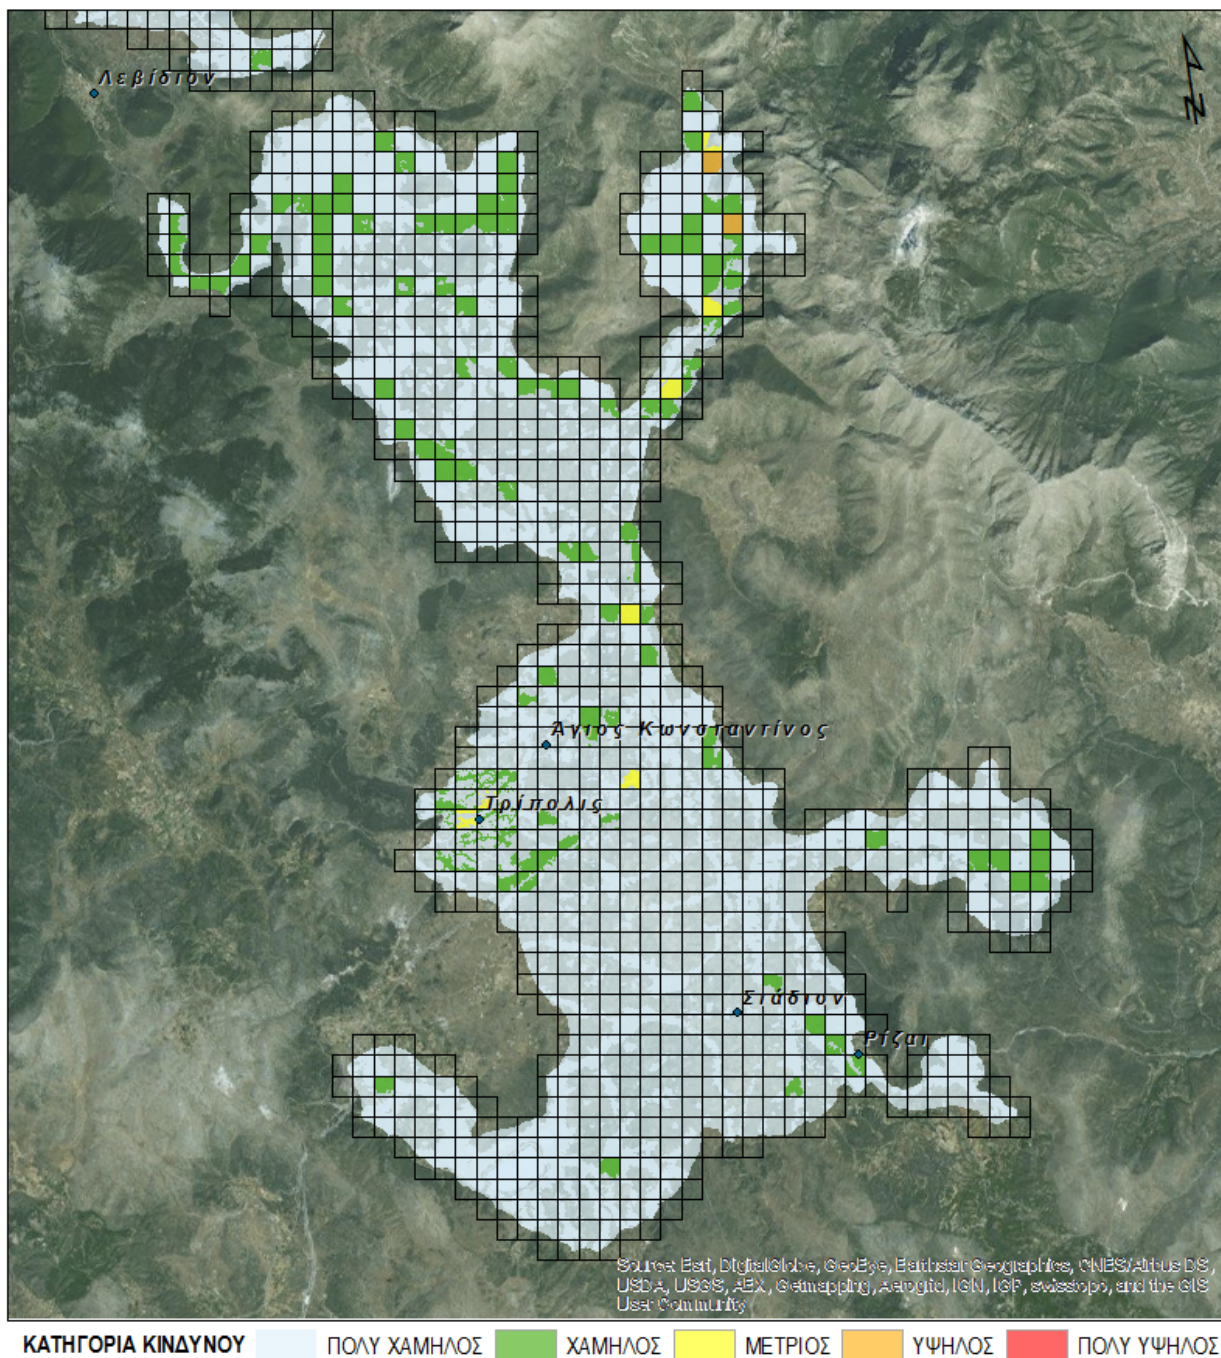 Λεβίδιον
N
Άγιος Κωνσταντίνος
Τρίπολις
Στάδιον
Ρίζαι
Source: Esri, DigitalGlobe, GeoEye, Earthstar Geographics, CNES/Airbus DS,
USDA, USGS, AEX, Getmapping, Aerogrid, IGN, IGP, swisstopo, and the GIS
User Community
ΚΑΤΗΓΟΡΙΑ ΚΙΝΔΥΝΟΥ ΠΟΛΥ ΧΑΜΗΛΟΣ ΧΑΜΗΛΟΣ ΜΕΤΡΙΟΣ ΥΨΗΛΟΣ ΠΟΛΥ ΥΨΗΛΟΣ